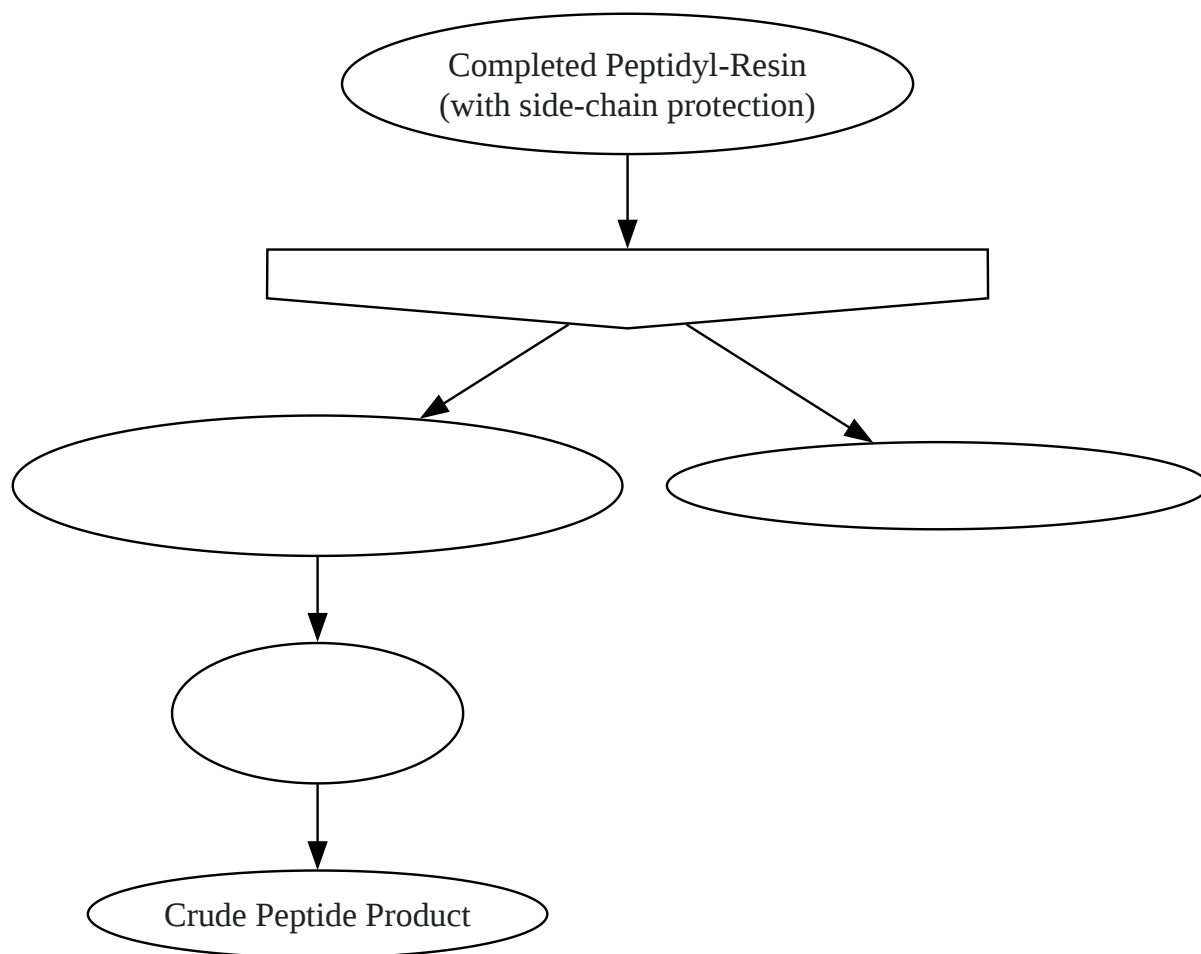 Completed Peptidyl-Resin
(with side-chain protection)
Crude Peptide Product